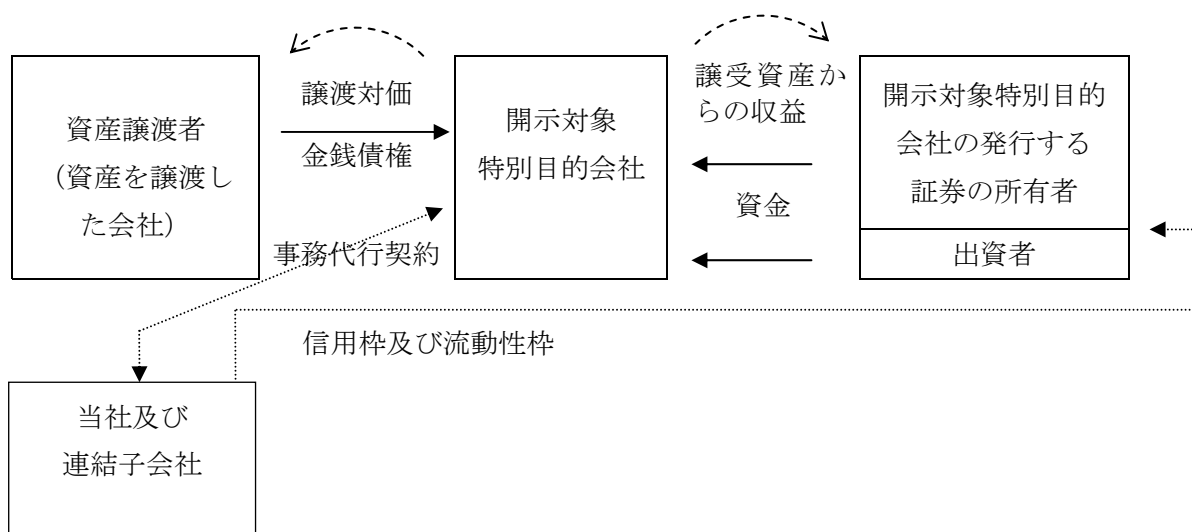 資産譲渡者
（資産を譲渡し
た会社）
譲渡対価
金銭債権
事務代行契約
開示対象
特別目的会社
譲受資産か
らの収益
資金
開示対象特別目的
会社の発行する
証券の所有者
出資者
信用枠及び流動性枠
当社及び
連結子会社